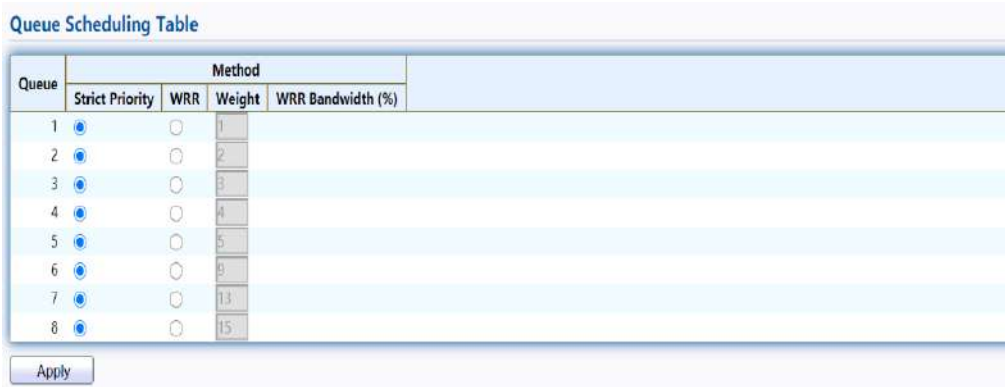 Queue Scheduling Table
Queue Method
Strict Priority WRR Weight WRR Bandwidth (%)
1 1
2 2
3 3
4 4
5 5
6 9
7 13
8 15
Apply